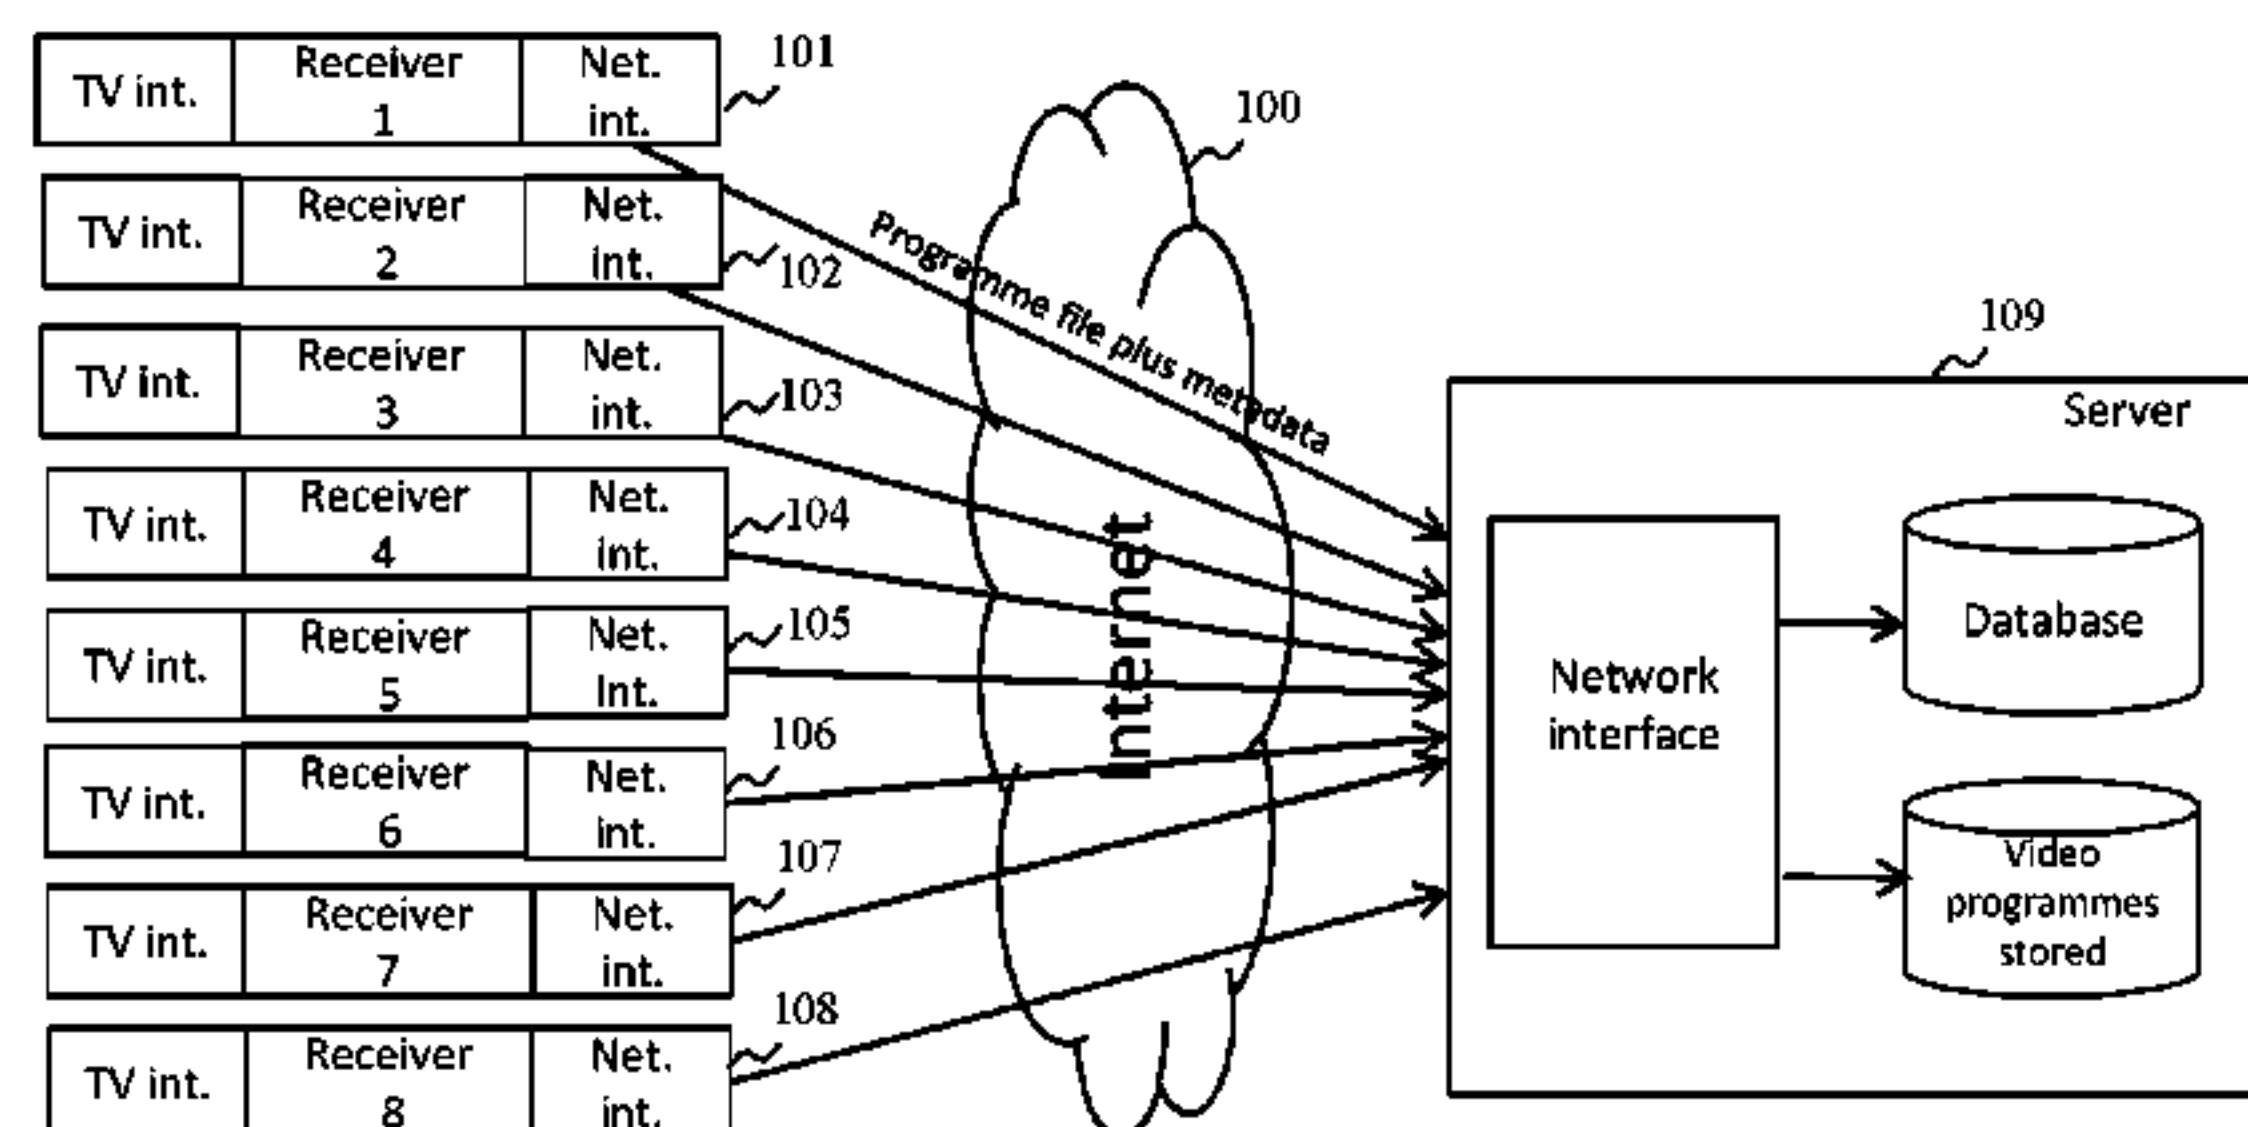 TV int.
Receiver
1
Net.
int.
101
TV int.
Receiver
2
Net.
int.
102
TV int.
Receiver
3
Net.
int.
103
TV int.
Receiver
4
Net.
int.
104
TV int.
Receiver
5
Net.
int.
105
TV int.
Receiver
6
Net.
int.
106
TV int.
Receiver
7
Net.
int.
107
TV int.
Receiver
8
Net.
int.
108
100
Programme file plus metadata
Internet
109
Server
Network
interface
Database
Video
programmes
stored